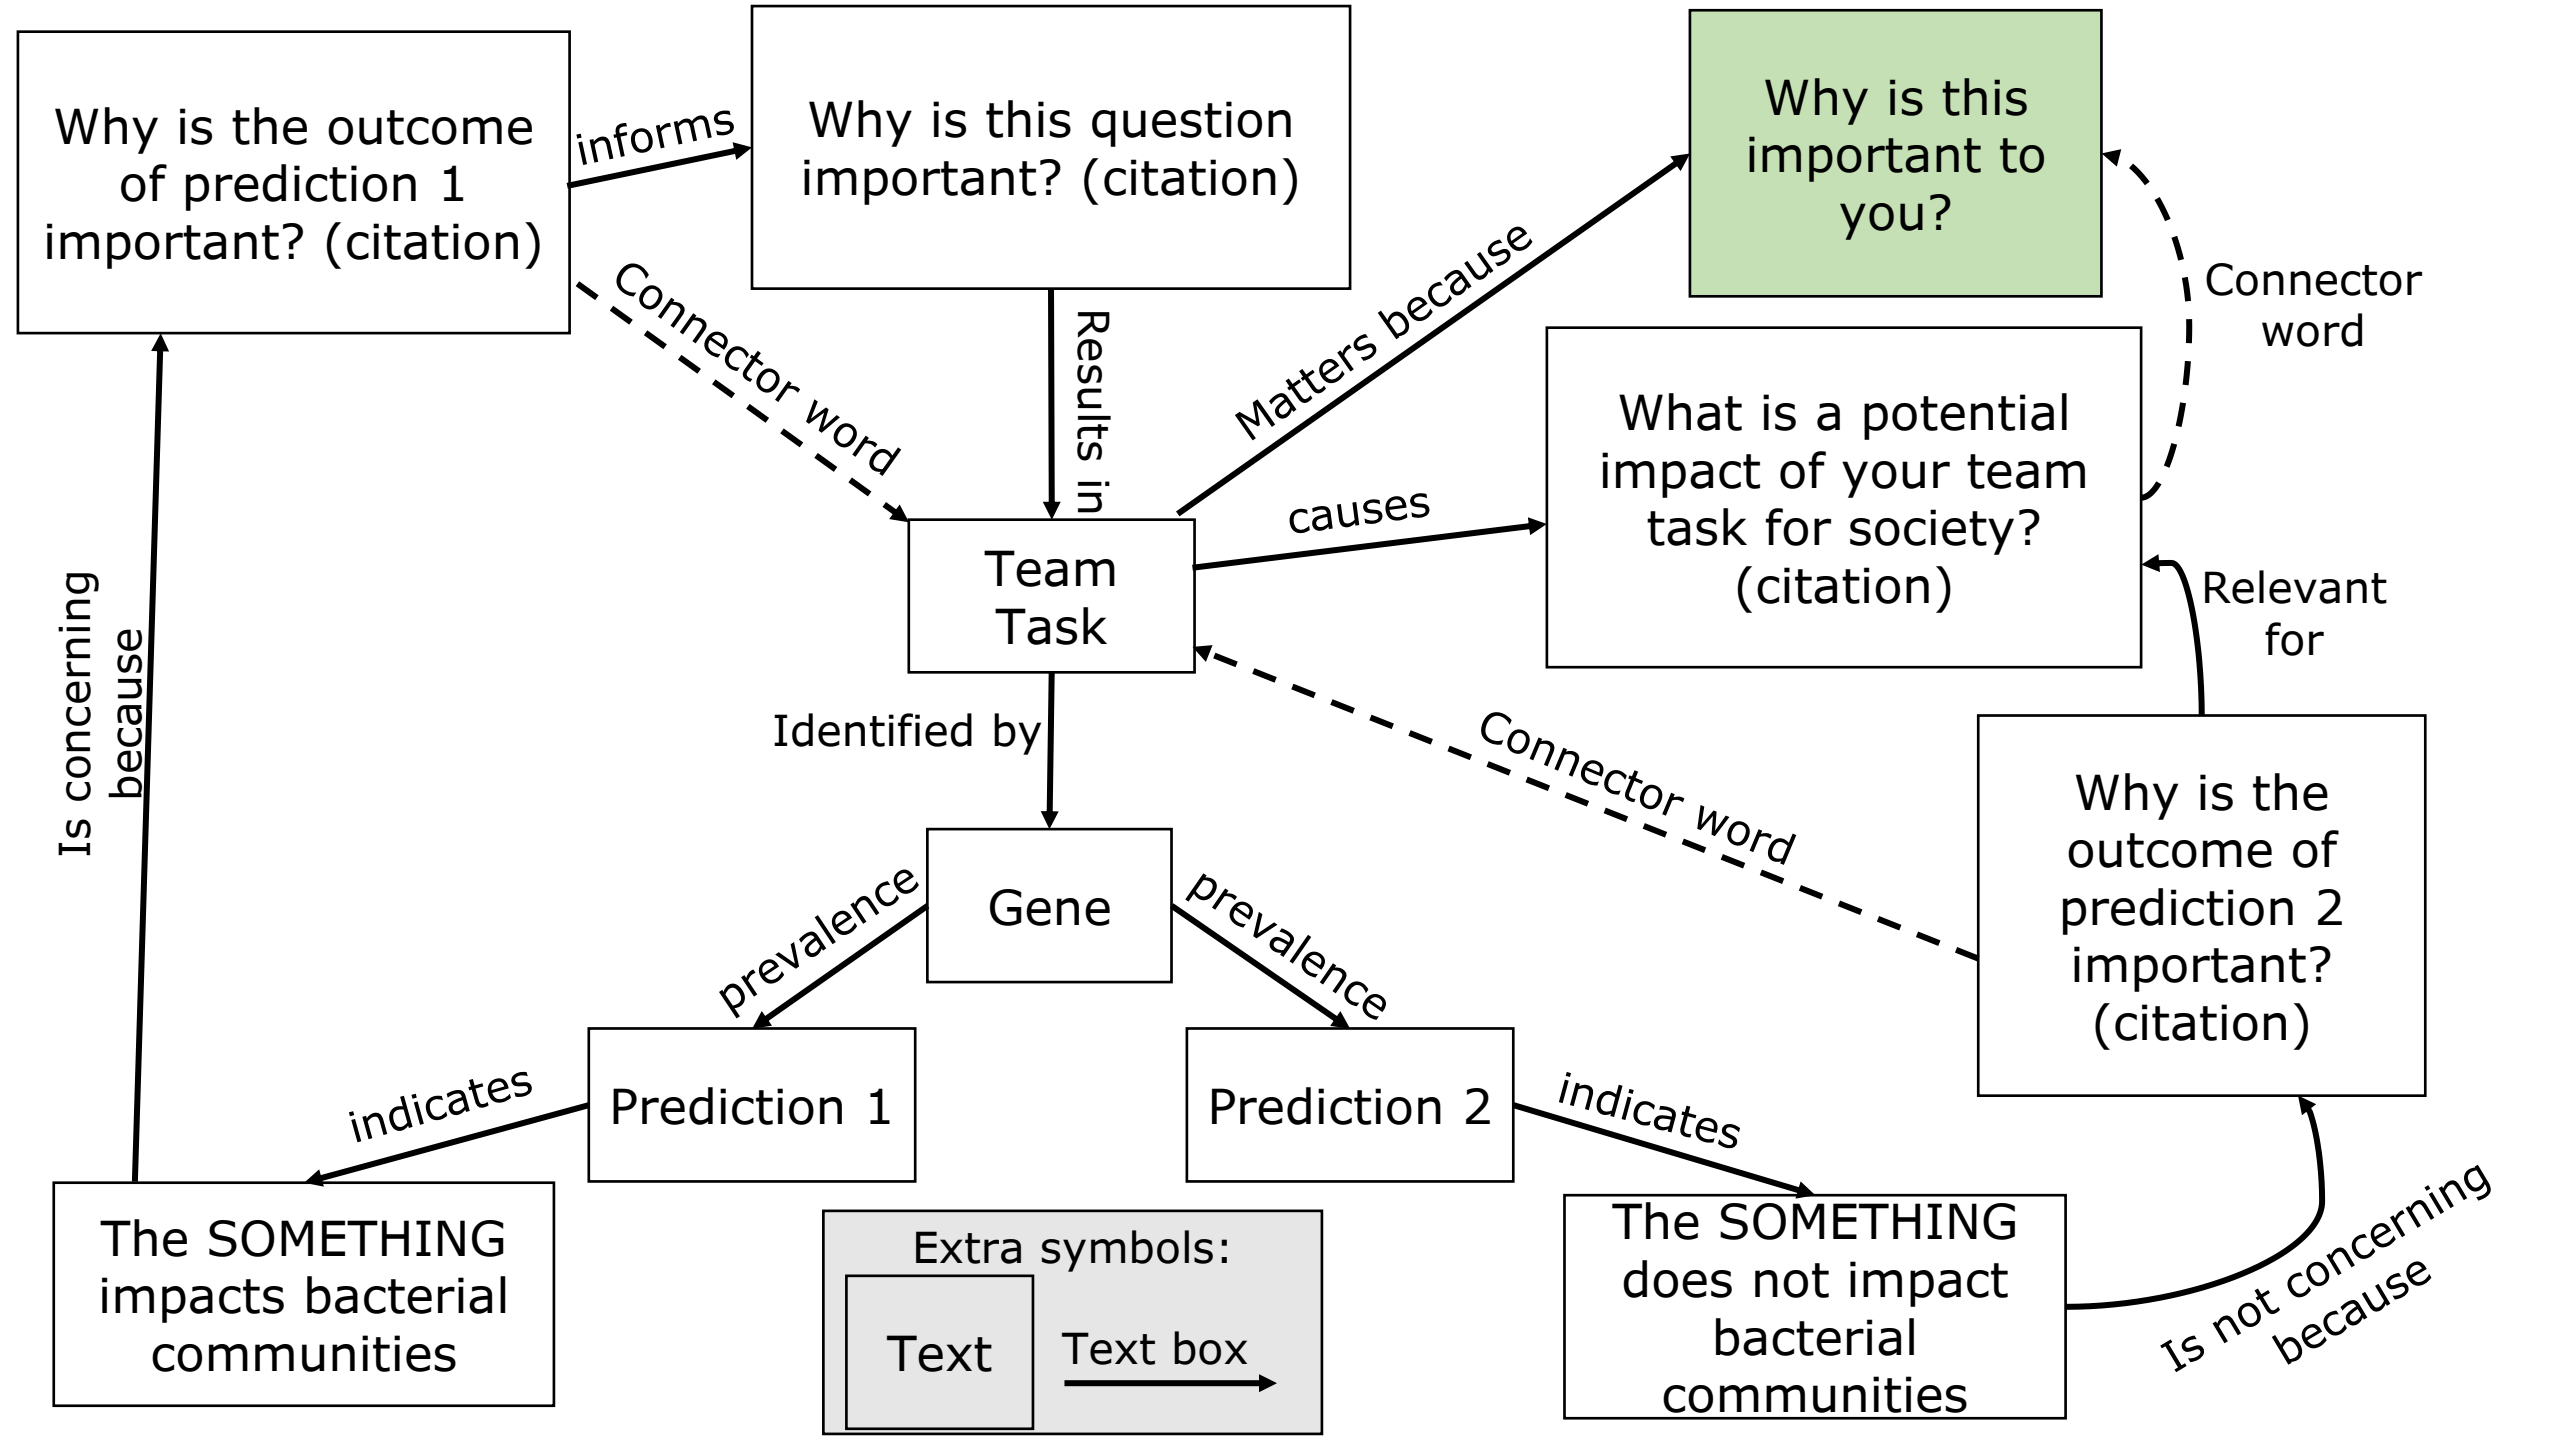 Why is the outcome
of prediction 1
important? (citation)
informs
Why is this question
important? (citation)
Why is this
important to
you?
Connector
word
Connector word
Results in
Matters because
What is a potential
impact of your team
task for society?
(citation)
causes
Team
Task
Relevant
for
Is concerning
because
Identified by
Connector word
Why is the
outcome of
prediction 2
important?
(citation)
Gene
prevalence
prevalence
Prediction 1
Prediction 2
indicates
indicates
The SOMETHING
impacts bacterial
communities
The SOMETHING
does not impact
bacterial
communities
Is not concerning
because
Extra symbols:
Text
Text box